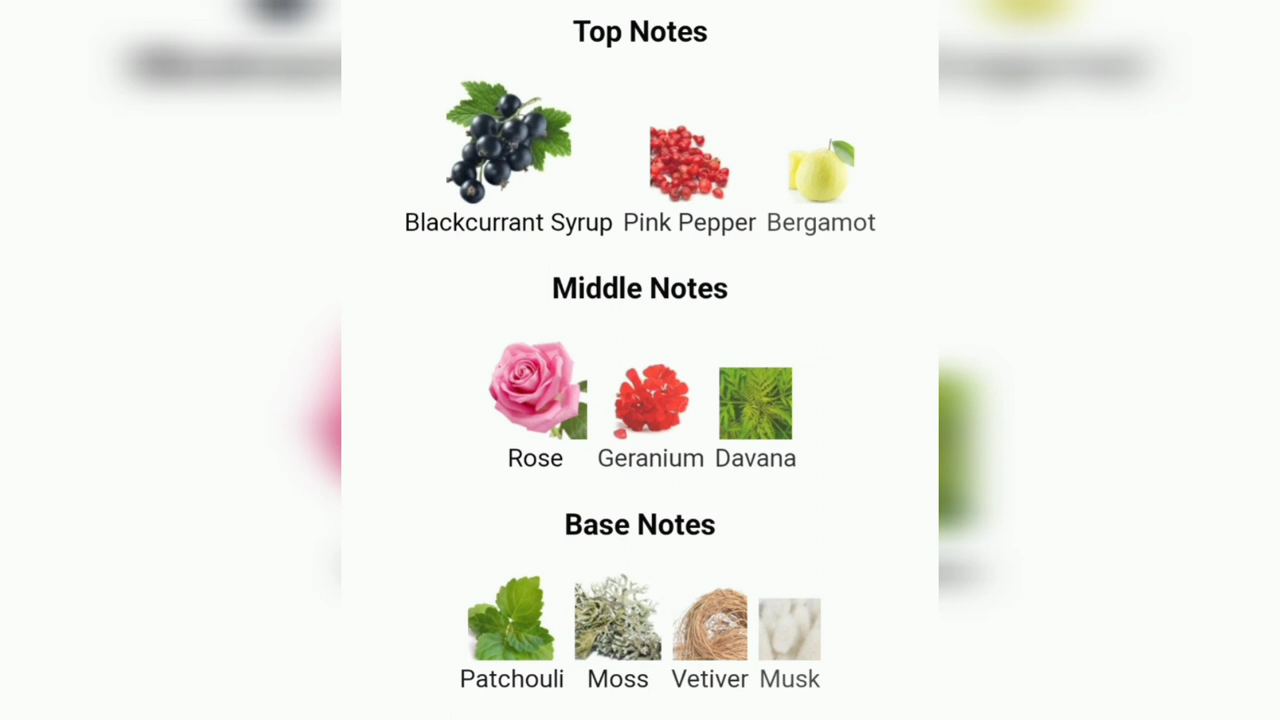 Top Notes
Blackcurrant Syrup Pink Pepper Bergamot
Middle Notes
Rose Geranium Davana
Base Notes
Patchouli Moss Vetiver Musk